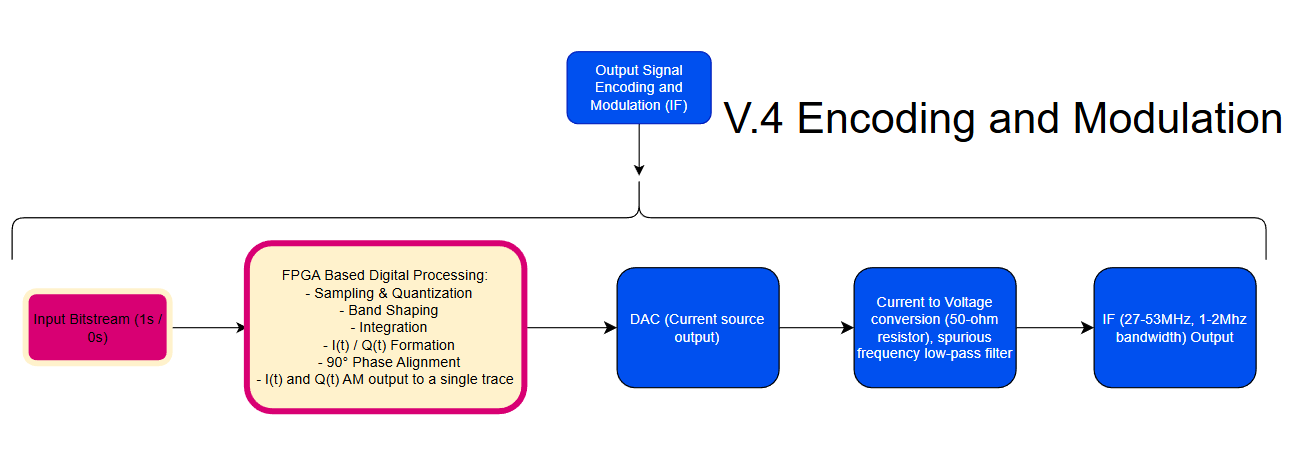 Output Signal
Encoding and
Modulation (IF)
V.4 Encoding and Modulation
Input Bitstream (1s /
0s)
FPGA Based Digital Processing:
- Sampling & Quantization
- Band Shaping
- Integration
- I(t) / Q(t) Formation
- 90° Phase Alignment
- I(t) and Q(t) AM output to a single trace
DAC (Current source
output)
Current to Voltage
conversion (50-ohm
resistor), spurious
frequency low-pass filter
IF (27-53MHz, 1-2Mhz
bandwidth) Output